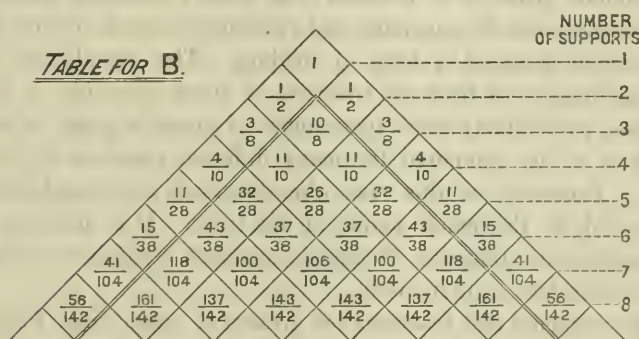 NUMBER
OF SUPPORTS
TABLE FOR B.
1 1
1/2 1/2 2
3/8 10/8 3/8 3
4/10 11/10 11/10 4/10 4
11/28 32/28 26/28 32/28 11/28 5
15/38 43/38 37/38 37/38 43/38 15/38 6
41/104 118/104 100/104 106/104 100/104 118/104 41/104 7
56/142 161/142 137/142 143/142 143/142 137/142 161/142 56/142 8